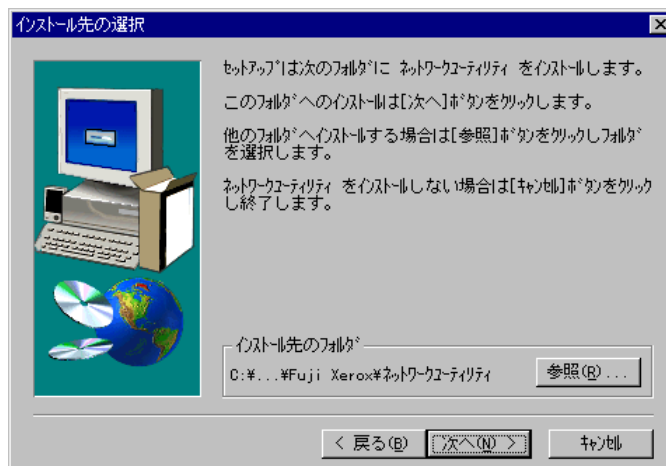 インストール先の選択
ｾｯﾄｱｯﾌﾟは次のﾌｫﾙﾀﾞに ﾈｯﾄﾜｰｸﾕｰﾃｨﾘﾃｨ をｲﾝｽﾄｰﾙします。
このﾌｫﾙﾀﾞへのｲﾝｽﾄｰﾙは[次へ]ﾎﾞﾀﾝをｸﾘｯｸします。
他のﾌｫﾙﾀﾞへｲﾝｽﾄｰﾙする場合は[参照]ﾎﾞﾀﾝをｸﾘｯｸしﾌｫﾙﾀﾞ
を選択します。
ﾈｯﾄﾜｰｸﾕｰﾃｨﾘﾃｨ をｲﾝｽﾄｰﾙしない場合は[ｷｬﾝｾﾙ]ﾎﾞﾀﾝをｸﾘｯｸ
し終了します。
ｲﾝｽﾄｰﾙ先のﾌｫﾙﾀﾞ
C:¥...¥Fuji Xerox¥ﾈｯﾄﾜｰｸﾕｰﾃｨﾘﾃｨ
参照(R)...
< 戻る(B)
次へ(N) >
ｷｬﾝｾﾙ